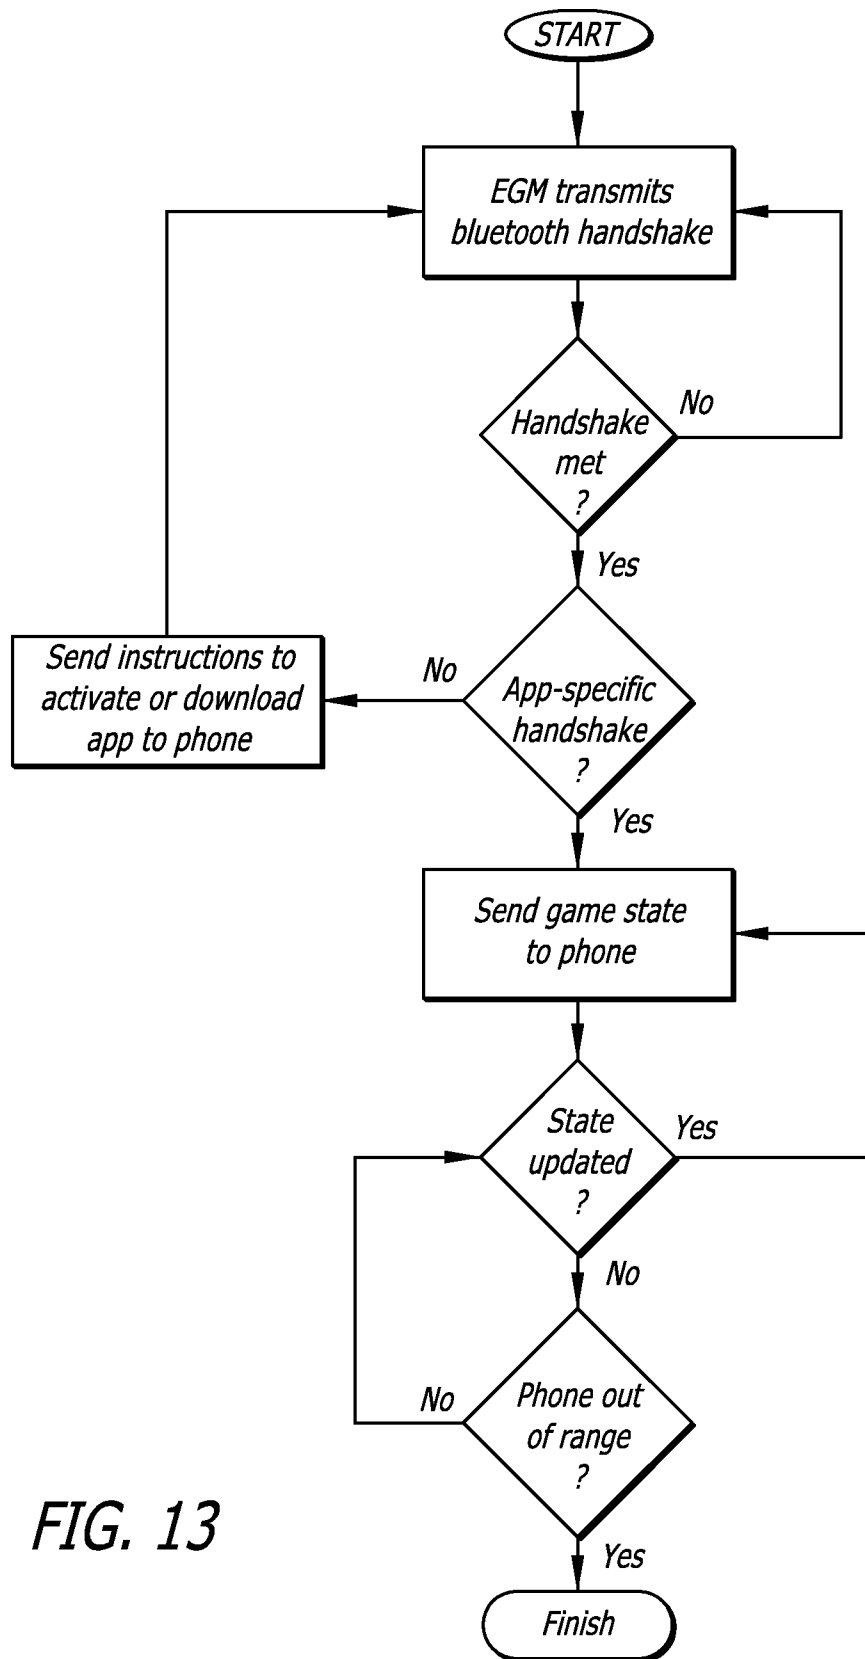 START
EGM transmits
bluetooth handshake
Handshake
met
?
No
Yes
Send instructions to
activate or download
app to phone
No
App-specific
handshake
?
Yes
Send game state
to phone
State
updated
?
Yes
No
Phone out
of range
?
No
Yes
Finish
FIG. 13